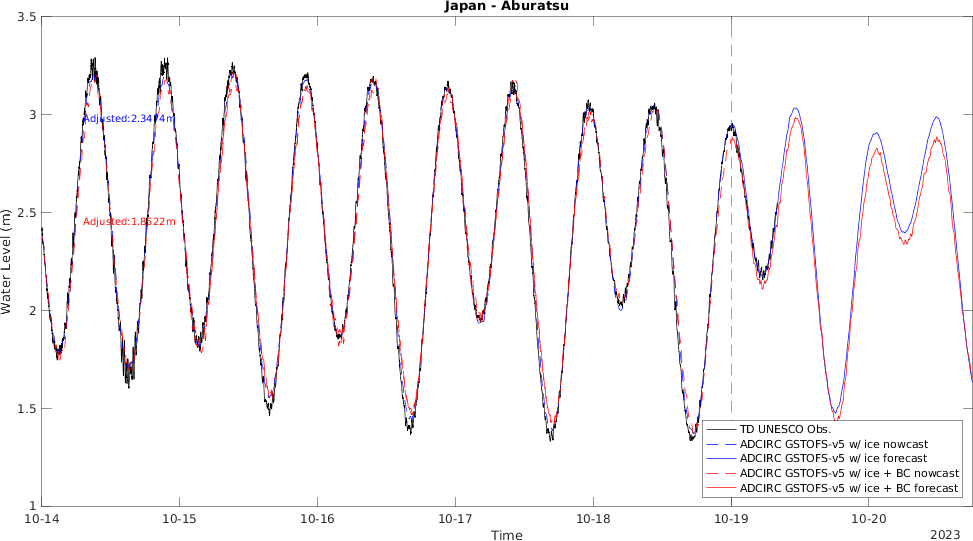 Japan - Aburatsu
3.5
3
2.5
2
1.5
1
Water Level (m)
Adjusted:2.3474m
Adjusted:1.8522m
10-14
10-15
10-16
10-17
10-18
10-19
10-20
Time
2023
TD UNESCO Obs.
ADCIRC GSTOFS-v5 w/ ice nowcast
ADCIRC GSTOFS-v5 w/ ice forecast
ADCIRC GSTOFS-v5 w/ ice + BC nowcast
ADCIRC GSTOFS-v5 w/ ice + BC forecast